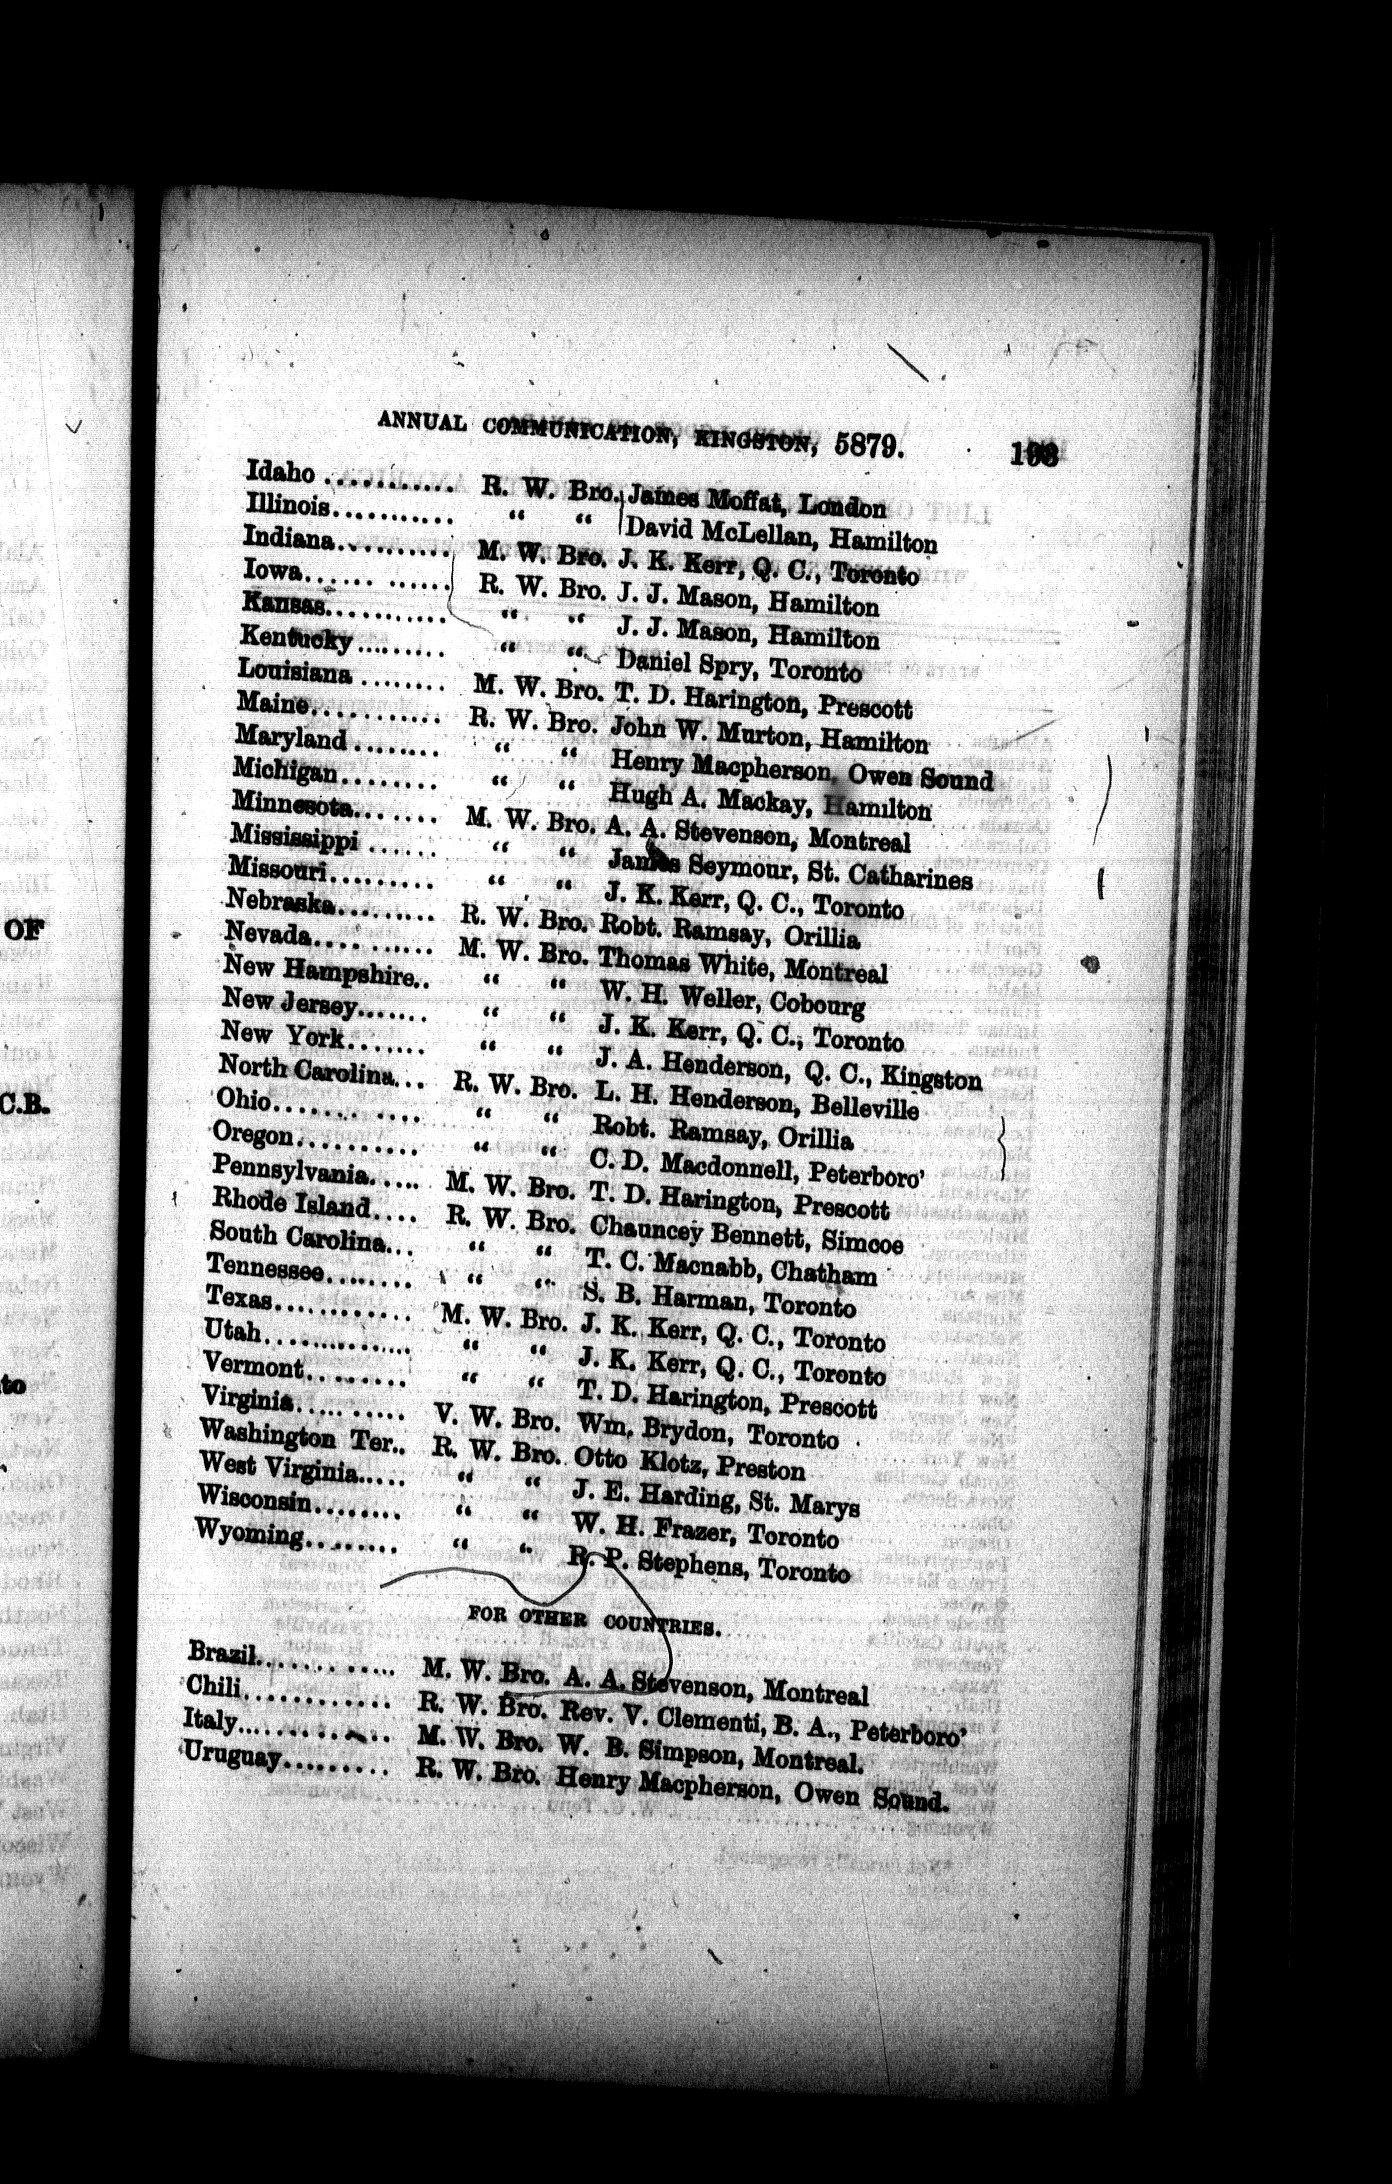 ANNUAL COMMUNICATION, KINGSTON, 5879. 193
Idaho ............ R. W. Bro. James Moffat, London
Illinois........... “ “ David McLellan, Hamilton
Indiana........... M. W. Bro. J. K. Kerr, Q. C., Toronto
Iowa............ R. W. Bro. J. J. Mason, Hamilton
Kansas........... “ “ J. J. Mason, Hamilton
Kentucky......... “ “ Daniel Spry, Toronto
Louisiana ........ M. W. Bro. T. D. Harington, Prescott
Maine............ R. W. Bro. John W. Murton, Hamilton
Maryland........ “ “ Henry Macpherson, Owen Sound
Michigan........ “ “ Hugh A. Mackay, Hamilton
Minnesota....... M. W. Bro. A. A. Stevenson, Montreal
Mississippi ...... “ “ James Seymour, St. Catharines
Missouri......... “ “ J. K. Kerr, Q. C., Toronto
Nebraska......... R. W. Bro. Robt. Ramsay, Orillia
Nevada.......... M. W. Bro. Thomas White, Montreal
New Hampshire.. “ “ W. H. Weller, Cobourg
New Jersey....... “ “ J. K. Kerr, Q. C., Toronto
New York....... “ “ J. A. Henderson, Q. C., Kingston
North Carolina... R. W. Bro. L. H. Henderson, Belleville
Ohio............ “ “ Robt. Ramsay, Orillia
Oregon........... “ “ C. D. Macdonnell, Peterboro’
Pennsylvania..... M. W. Bro. T. D. Harington, Prescott
Rhode Island.... R. W. Bro. Chauncey Bennett, Simcoe
South Carolina... “ “ T. C. Macnabb, Chatham
Tennessee........ “ “ S. B. Harman, Toronto
Texas............ M. W. Bro. J. K. Kerr, Q. C., Toronto
Utah............. “ “ J. K. Kerr, Q. C., Toronto
Vermont......... “ “ T. D. Harington, Prescott
Virginia.......... V. W. Bro. Wm. Brydon, Toronto
Washington Ter.. R. W. Bro. Otto Klotz, Preston
West Virginia..... “ “ J. E. Harding, St. Marys
Wisconsin........ “ “ W. H. Frazer, Toronto
Wyoming......... “ “ R. P. Stephens, Toronto
FOR OTHER COUNTRIES.
Brazil............ M. W. Bro. A. A. Stevenson, Montreal
Chili............ R. W. Bro. Rev. V. Clementi, B. A., Peterboro’
Italy............. M. W. Bro. W. B. Simpson, Montreal.
Uruguay......... R. W. Bro. Henry Macpherson, Owen Sound.
OF
C.B.